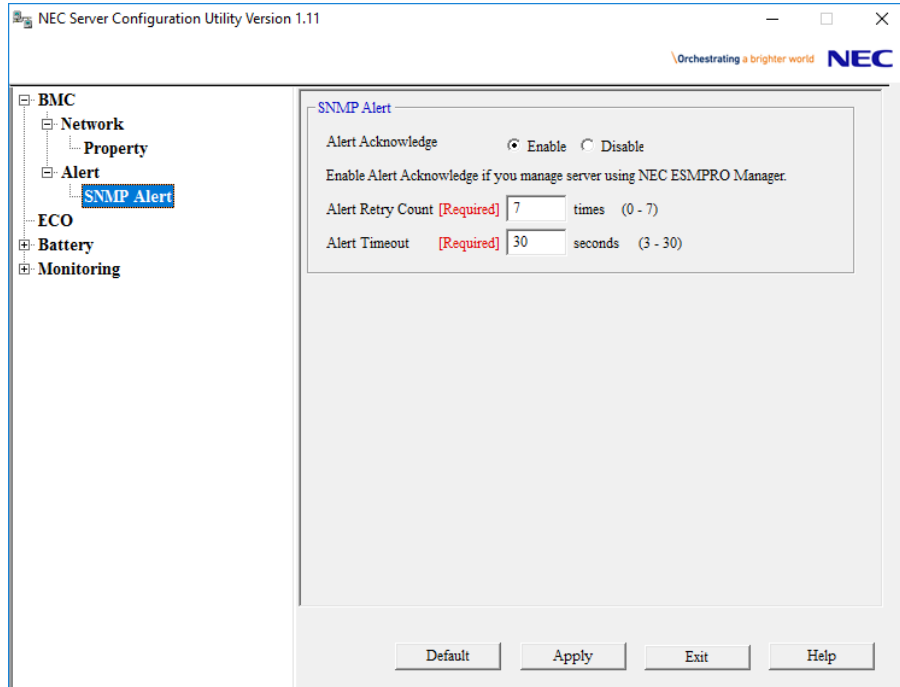 NEC Server Configuration Utility Version 1.11
\Orchestrating a brighter world NEC
BMC
Network
Property
Alert
SNMP Alert
ECO
Battery
Monitoring
SNMP Alert
Alert Acknowledge Enable Disable
Enable Alert Acknowledge if you manage server using NEC ESMPRO Manager.
Alert Retry Count [Required] 7 times (0 - 7)
Alert Timeout [Required] 30 seconds (3 - 30)
Default Apply Exit Help